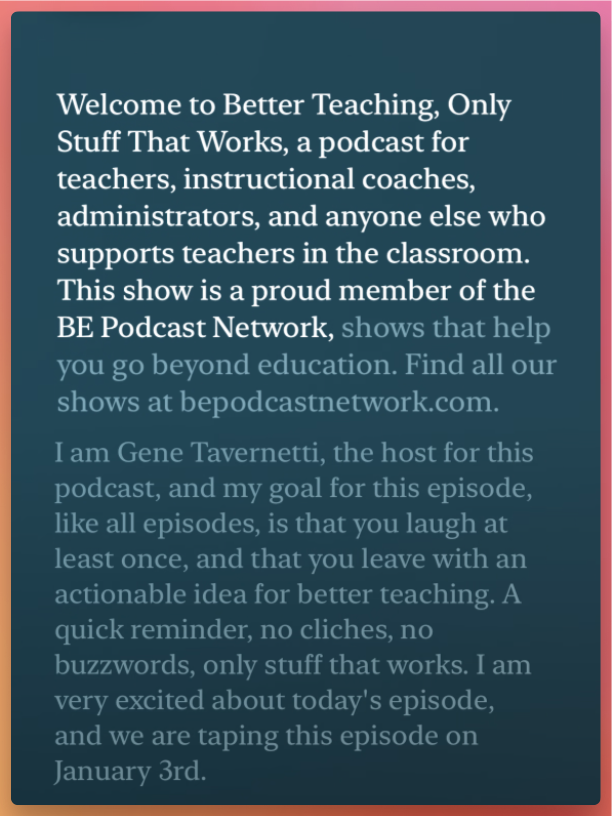 Welcome to Better Teaching, Only
Stuff That Works, a podcast for
teachers, instructional coaches,
administrators, and anyone else who
supports teachers in the classroom.
This show is a proud member of the
BE Podcast Network, shows that help
you go beyond education. Find all our
shows at bepodcastnetwork.com.
I am Gene Tavernetti, the host for this
podcast, and my goal for this episode,
like all episodes, is that you laugh at
least once, and that you leave with an
actionable idea for better teaching. A
quick reminder, no cliches, no
buzzwords, only stuff that works. I am
very excited about today's episode,
and we are taping this episode on
January 3rd.